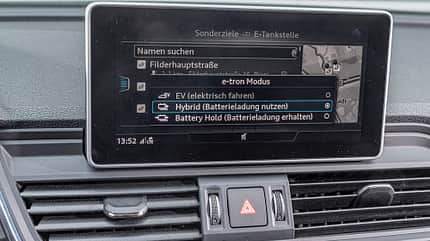 Sonderziele E-Tankstelle
Namen suchen
Filderhauptstraße
e-tron Modus
EV (elektrisch fahren)
Hybrid (Batterieladung nutzen)
Battery Hold (Batterieladung erhalten)
13:52